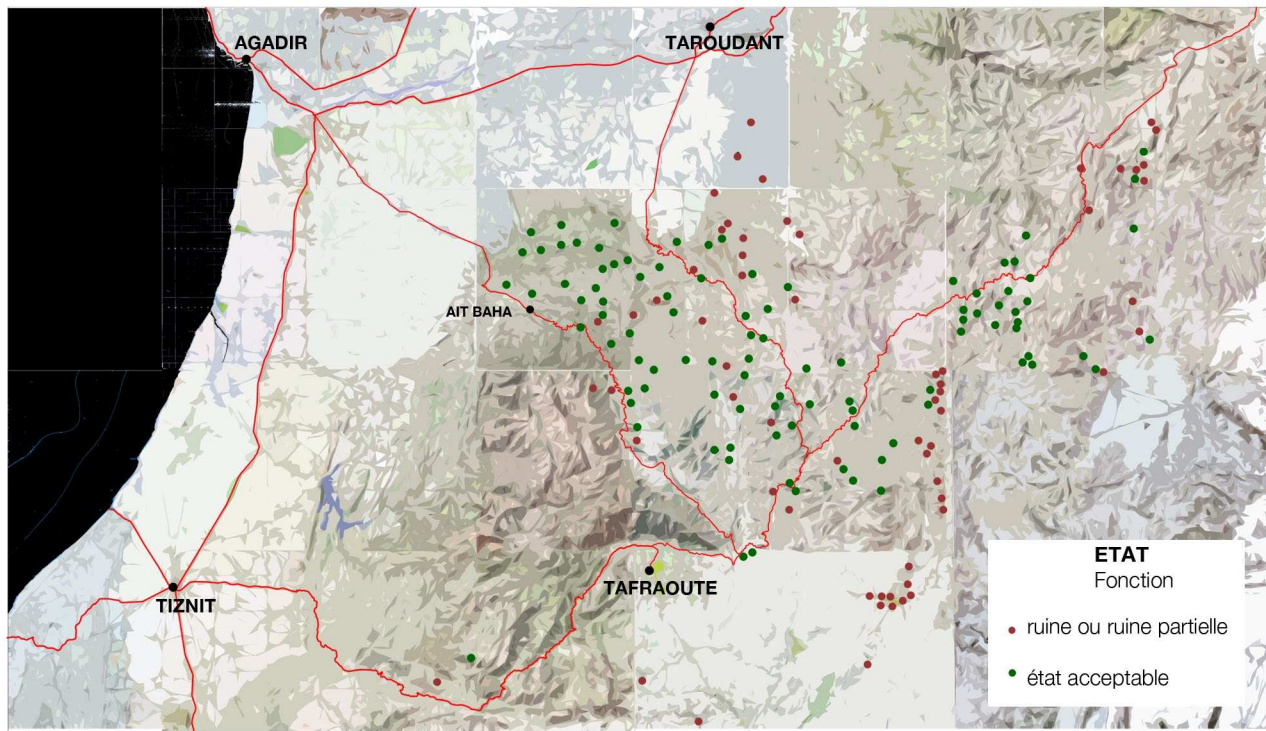 AGADIR
TAROUDANT
AIT BAHA
TIZNIT
TAFRAOUTE
ETAT
Fonction
ruine ou ruine partielle
état acceptable